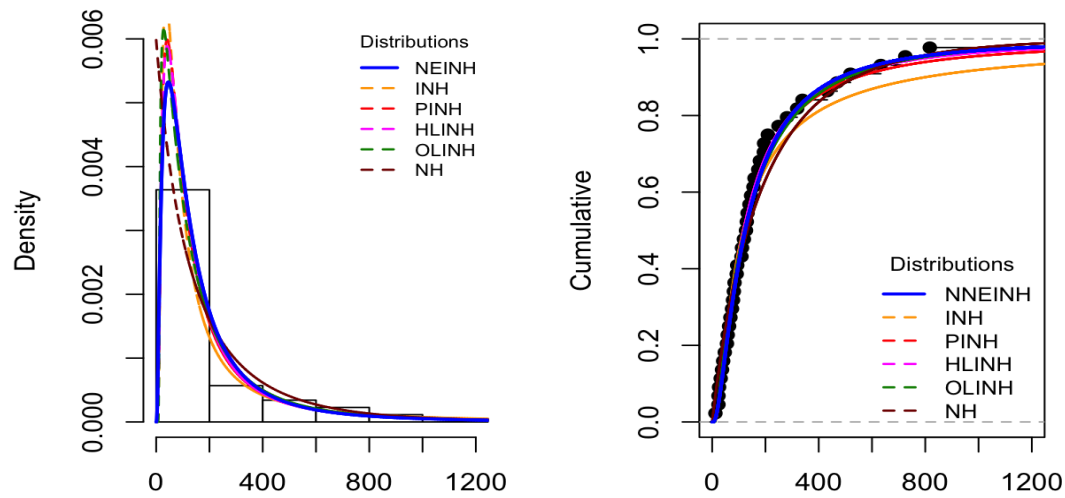 Density
0.000
0.002
0.004
0.006
0
400
800
1200
Distributions
NEINH
INH
PINH
HLINH
OLINH
NH
Cumulative
0.0
0.2
0.4
0.6
0.8
1.0
0
400
800
1200
Distributions
NNEINH
INH
PINH
HLINH
OLINH
NH